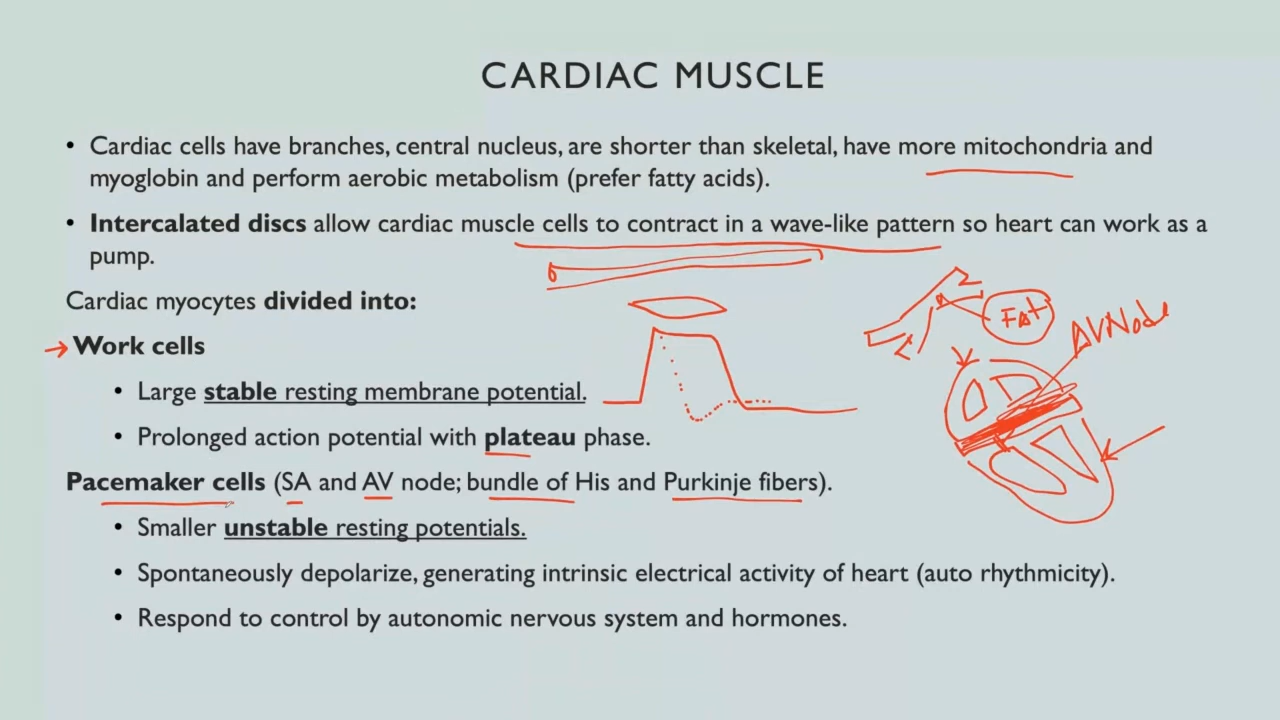 CARDIAC MUSCLE
• Cardiac cells have branches, central nucleus, are shorter than skeletal, have more mitochondria and
myoglobin and perform aerobic metabolism (prefer fatty acids).
• Intercalated discs allow cardiac muscle cells to contract in a wave-like pattern so heart can work as a
pump.
Cardiac myocytes divided into:
Fat
AV Node
Work cells
• Large stable resting membrane potential.
• Prolonged action potential with plateau phase.
Pacemaker cells (SA and AV node; bundle of His and Purkinje fibers).
• Smaller unstable resting potentials.
• Spontaneously depolarize, generating intrinsic electrical activity of heart (auto rhythmicity).
• Respond to control by autonomic nervous system and hormones.